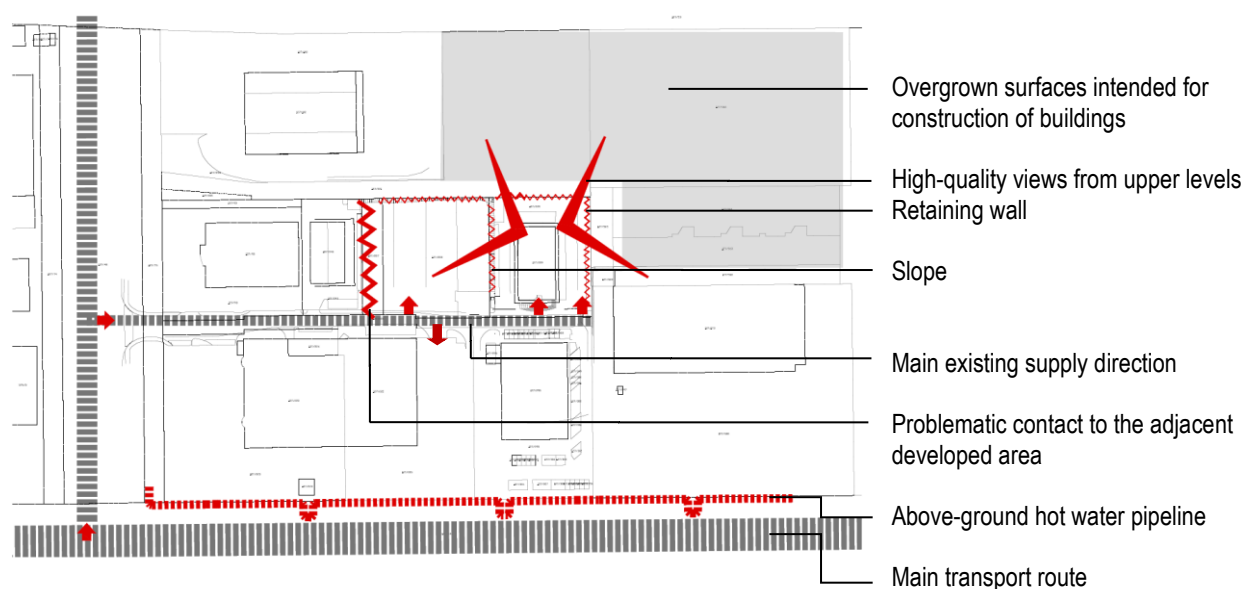 Overgrown surfaces intended for
construction of buildings
High-quality views from upper levels
Retaining wall
Slope
Main existing supply direction
Problematic contact to the adjacent
developed area
Above-ground hot water pipeline
Main transport route